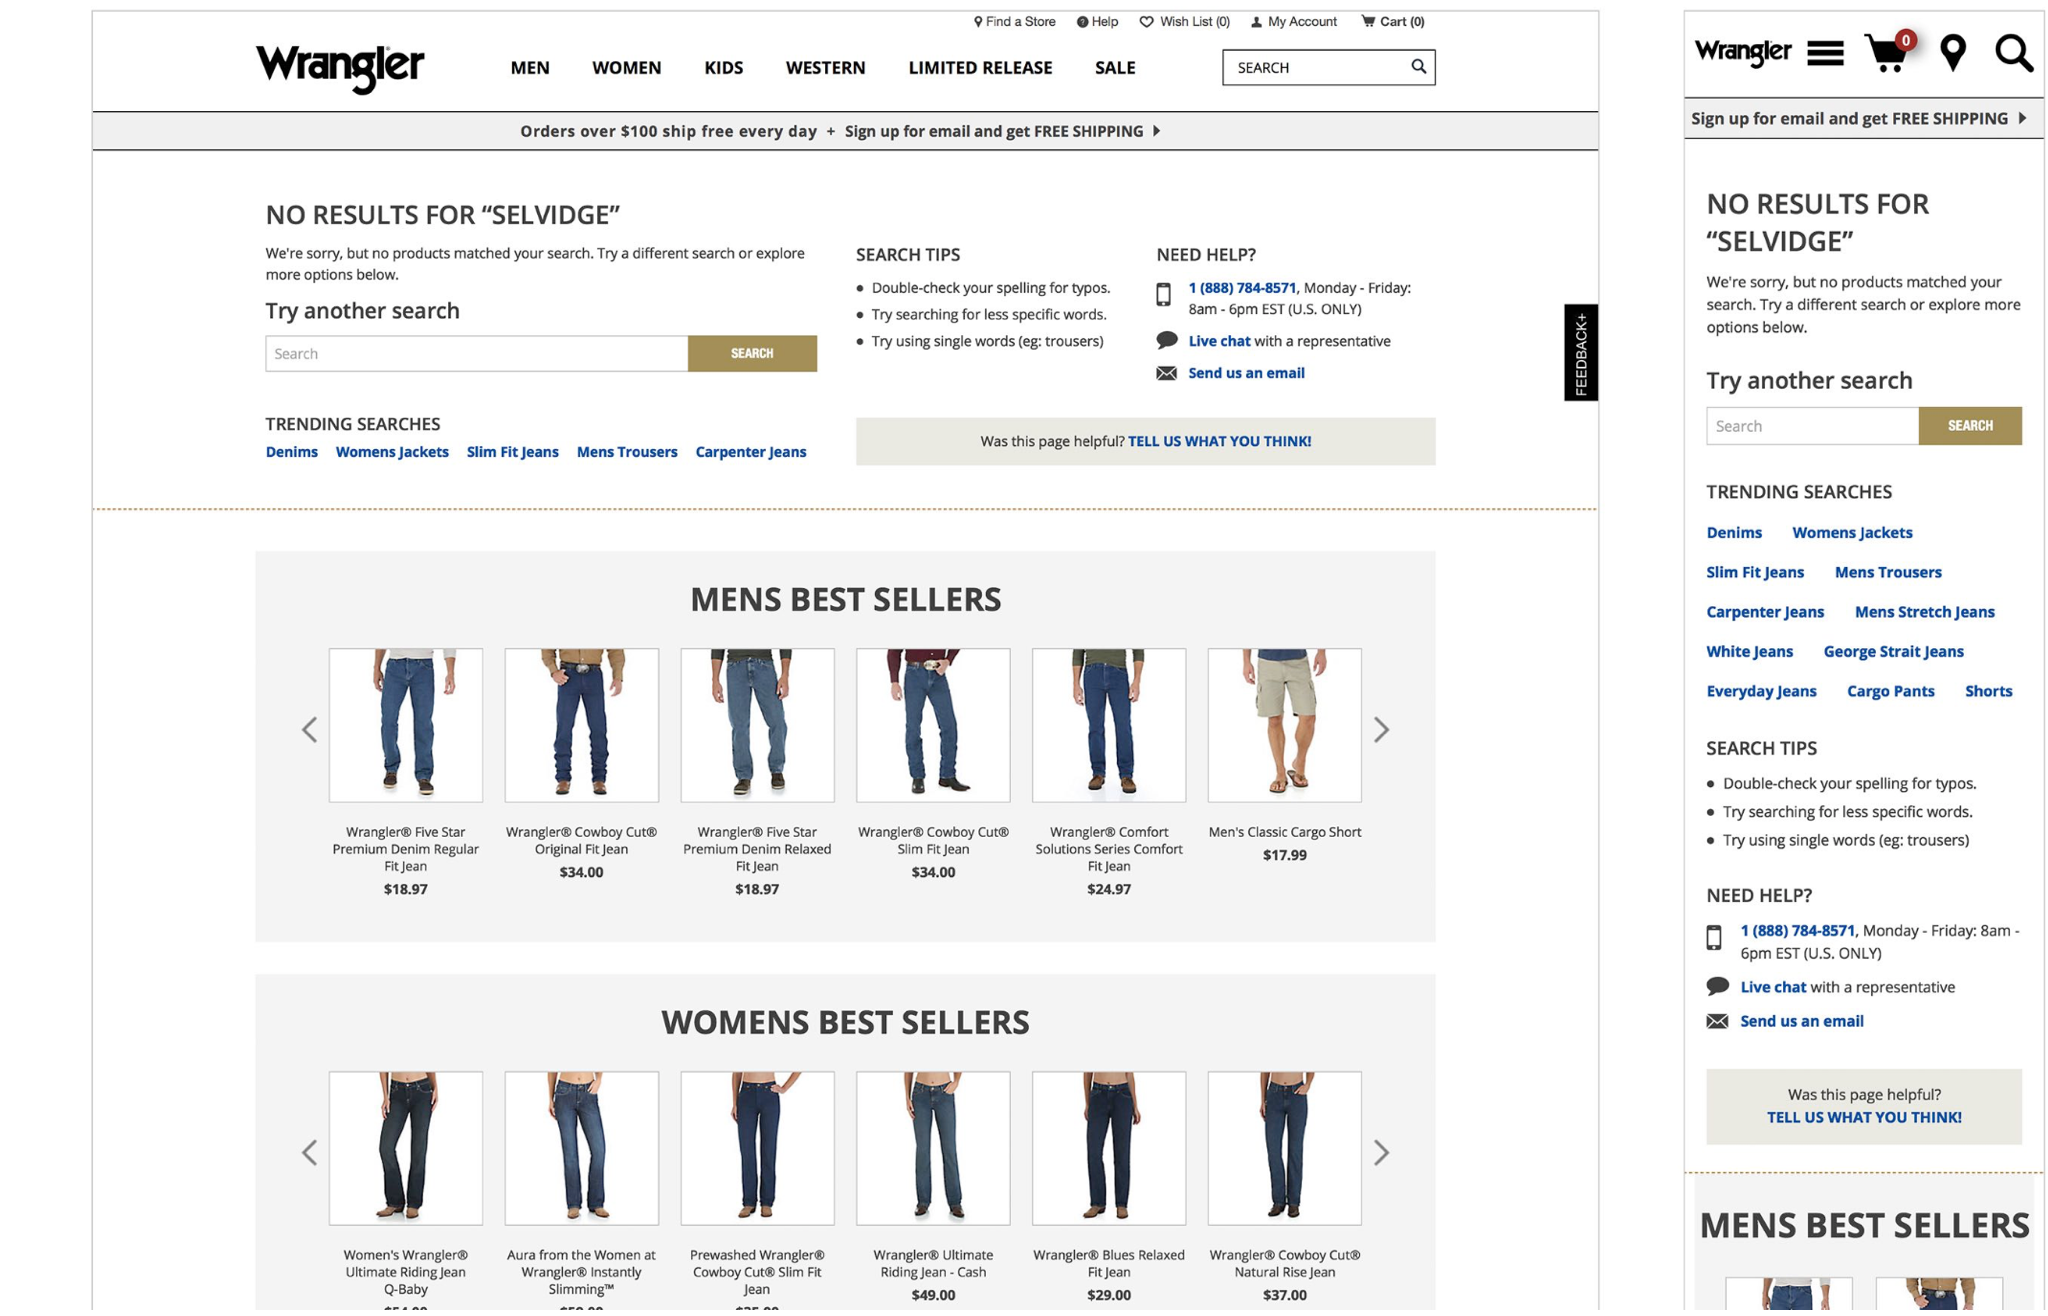 Find a Store Help Wish List (0) My Account Cart (0)
Wrangler
MEN WOMEN KIDS WESTERN LIMITED RELEASE SALE
SEARCH
Orders over $100 ship free every day + Sign up for email and get FREE SHIPPING
NO RESULTS FOR “SELVIDGE”
We're sorry, but no products matched your search. Try a different search or explore
more options below.
Try another search
Search
SEARCH
TRENDING SEARCHES
Denims Womens Jackets Slim Fit Jeans Mens Trousers Carpenter Jeans
SEARCH TIPS
Double-check your spelling for typos.
Try searching for less specific words.
Try using single words (eg: trousers)
NEED HELP?
1 (888) 784-8571, Monday - Friday:
8am - 6pm EST (U.S. ONLY)
Live chat with a representative
Send us an email
Was this page helpful? TELL US WHAT YOU THINK!
FEEDBACK+
MENS BEST SELLERS
Wrangler® Five Star
Premium Denim Regular
Fit Jean
$18.97
Wrangler® Cowboy Cut®
Original Fit Jean
$34.00
Wrangler® Five Star
Premium Denim Relaxed
Fit Jean
$18.97
Wrangler® Cowboy Cut®
Slim Fit Jean
$34.00
Wrangler® Comfort
Solutions Series Comfort
Fit Jean
$24.97
Men's Classic Cargo Short
$17.99
WOMENS BEST SELLERS
Women's Wrangler®
Ultimate Riding Jean
Q-Baby
Aura from the Women at
Wrangler® Instantly
Slimming™
Prewashed Wrangler®
Cowboy Cut® Slim Fit
Jean
Wrangler® Ultimate
Riding Jean - Cash
$49.00
Wrangler® Blues Relaxed
Fit Jean
$29.00
Wrangler® Cowboy Cut®
Natural Rise Jean
$37.00
Wrangler
0
Sign up for email and get FREE SHIPPING
NO RESULTS FOR
“SELVIDGE”
We're sorry, but no products matched your
search. Try a different search or explore more
options below.
Try another search
Search
SEARCH
TRENDING SEARCHES
Denims Womens Jackets
Slim Fit Jeans Mens Trousers
Carpenter Jeans Mens Stretch Jeans
White Jeans George Strait Jeans
Everyday Jeans Cargo Pants Shorts
SEARCH TIPS
Double-check your spelling for typos.
Try searching for less specific words.
Try using single words (eg: trousers)
NEED HELP?
1 (888) 784-8571, Monday - Friday: 8am -
6pm EST (U.S. ONLY)
Live chat with a representative
Send us an email
Was this page helpful?
TELL US WHAT YOU THINK!
MENS BEST SELLERS